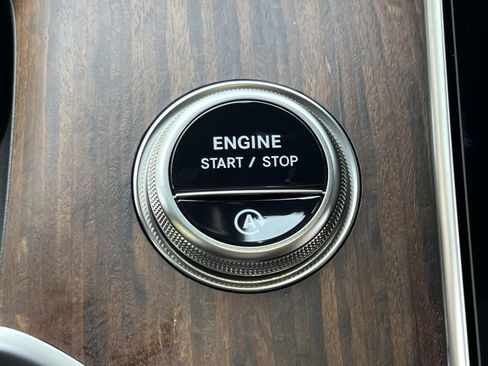 ENGINE
START / STOP
A